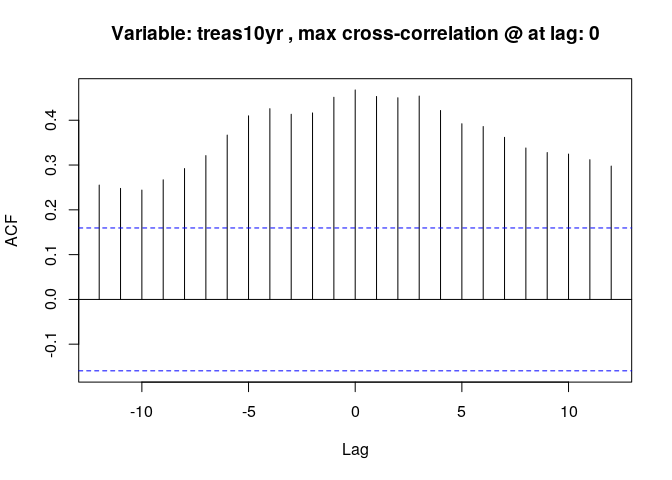 Variable: treas10yr , max cross-correlation @ at lag: 0
ACF
0.4
0.3
0.2
0.1
0.0
-0.1
-10 -5 0 5 10
Lag